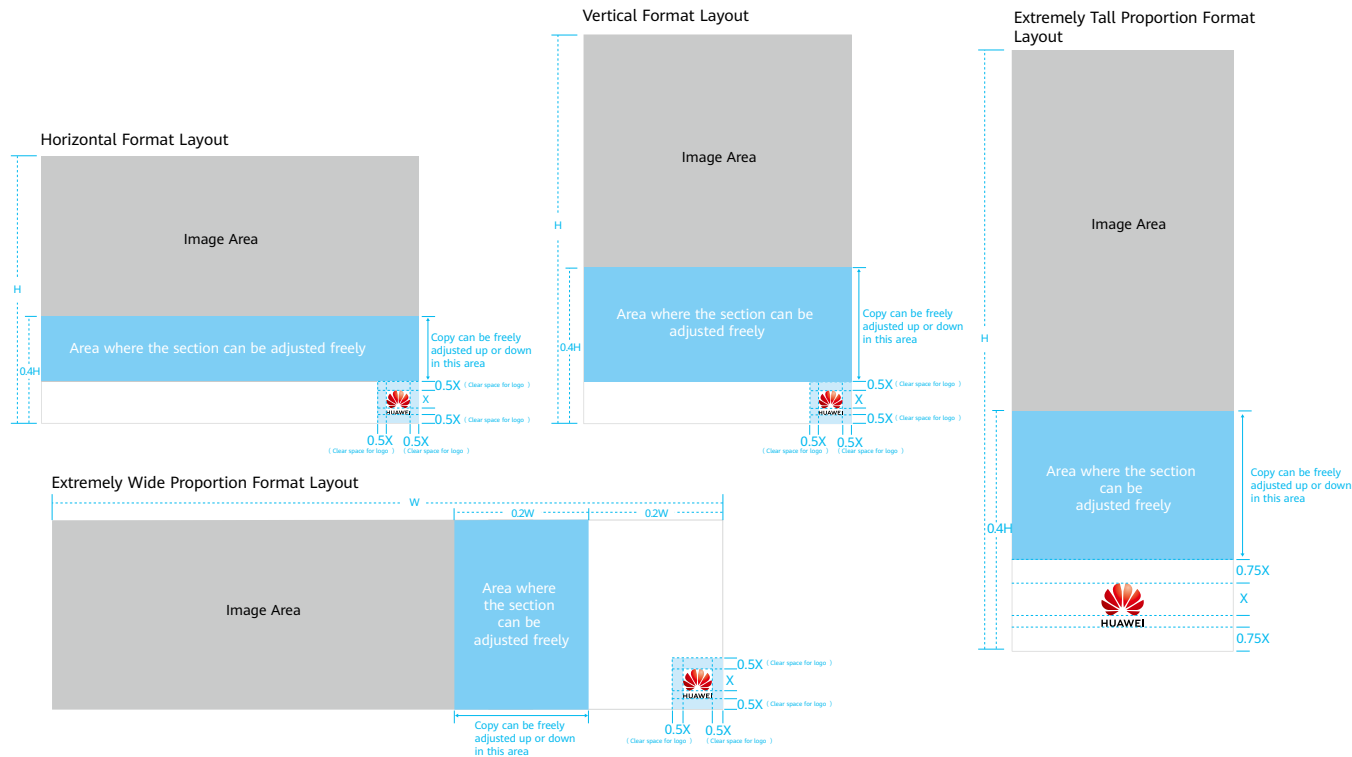 Horizontal Format Layout
H
Image Area
0.4H
Area where the section can be adjusted freely
Copy can be freely
adjusted up or down
in this area
0.5X ( Clear space for logo )
X
HUAWEI
0.5X ( Clear space for logo )
0.5X
0.5X
( Clear space for logo )
( Clear space for logo )
Vertical Format Layout
H
Image Area
0.4H
Area where the section can be
adjusted freely
Copy can be freely
adjusted up or down
in this area
0.5X ( Clear space for logo )
X
HUAWEI
0.5X ( Clear space for logo )
0.5X
0.5X
( Clear space for logo )
( Clear space for logo )
Extremely Tall Proportion Format
Layout
H
Image Area
0.4H
Area where the section
can be
adjusted freely
Copy can be freely
adjusted up or down
in this area
0.75X
X
HUAWEI
0.75X
Extremely Wide Proportion Format Layout
W
0.2W
0.2W
Image Area
Area where
the section
can be
adjusted freely
0.5X ( Clear space for logo )
X
HUAWEI
0.5X ( Clear space for logo )
0.5X
0.5X
( Clear space for logo )
( Clear space for logo )
Copy can be freely
adjusted up or down
in this area